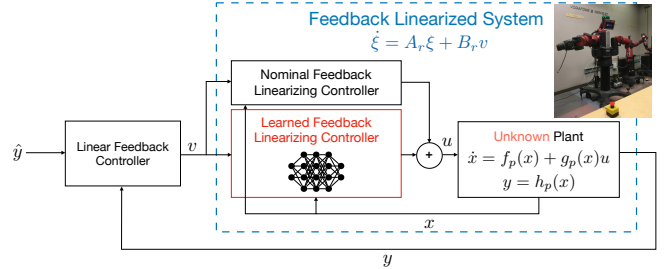 Feedback Linearized System
ξ̇ = A_r ξ + B_r v
Nominal Feedback
Linearizing Controller
Learned Feedback
Linearizing Controller
Linear Feedback
Controller
ŷ
v
+
u
Unknown Plant
ẋ = f_p(x) + g_p(x)u
y = h_p(x)
x
y